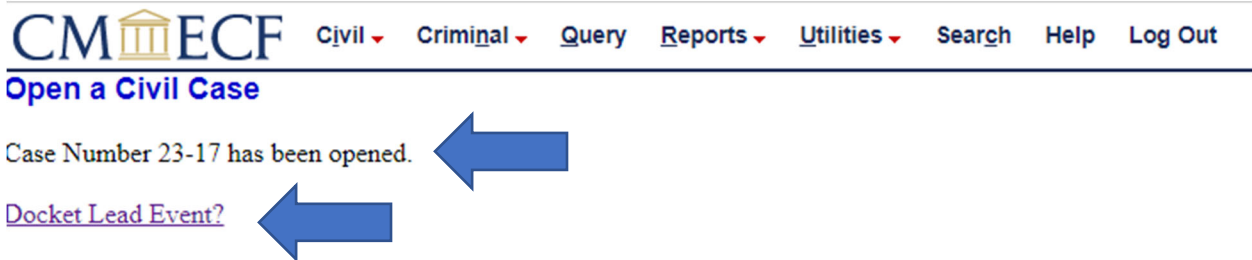 CM ECF Civil Criminal Query Reports Utilities Search Help Log Out
Open a Civil Case
Case Number 23-17 has been opened.
Docket Lead Event?